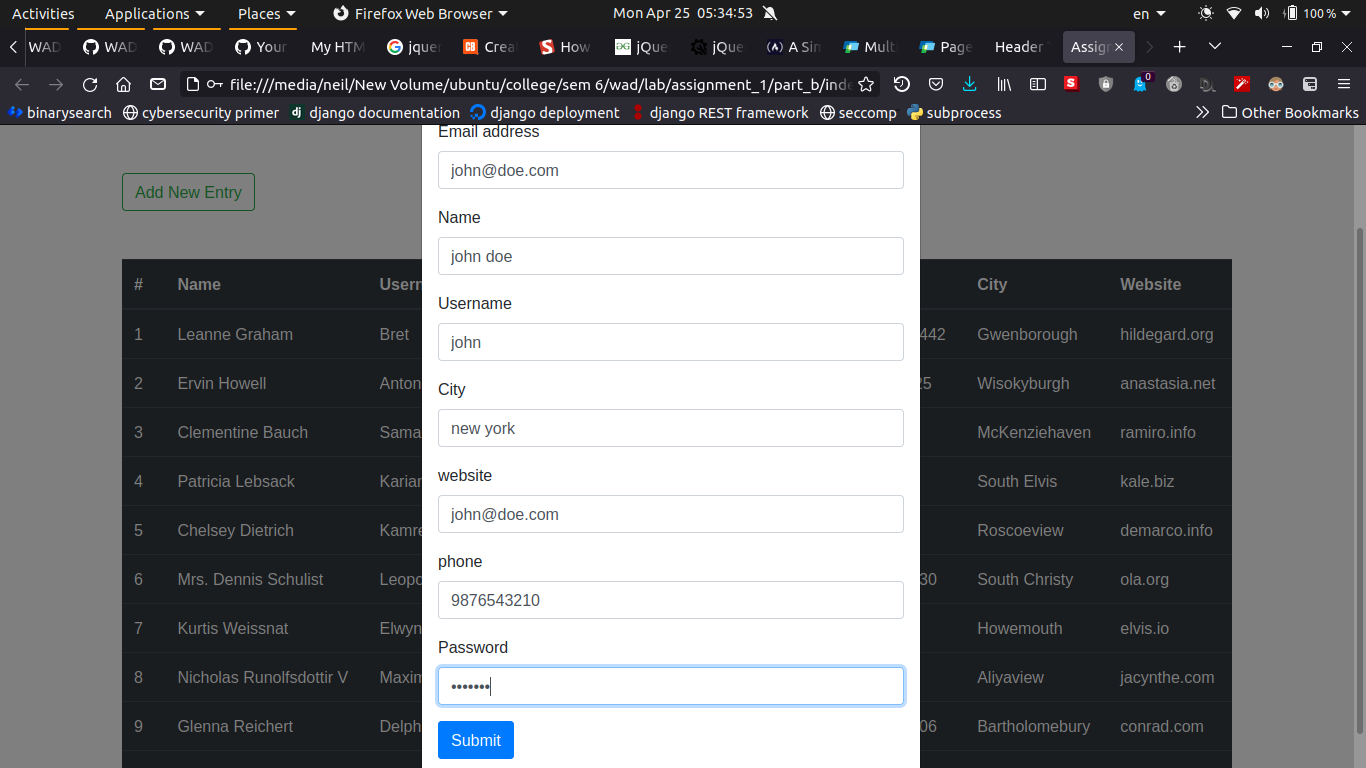 Activities Applications Places Firefox Web Browser Mon Apr 25 05:34:53 en 100 %
WAD WAD WAD Your My HTM jquer Crea How jQue jQue A Sin Multi Page Header Assig
file:///media/neil/New Volume/ubuntu/college/sem 6/wad/lab/assignment_1/part_b/inde
binarysearch cybersecurity primer django documentation django deployment django REST framework seccomp subprocess Other Bookmarks
Email address
john@doe.com
Add New Entry
Name
john doe
# Name Usern City Website
Username
1 Leanne Graham Bret 442 Gwenborough hildegard.org
john
2 Ervin Howell Anton 25 Wisokyburgh anastasia.net
City
new york
3 Clementine Bauch Sama McKenziehaven ramiro.info
website
4 Patricia Lebsack Karian South Elvis kale.biz
john@doe.com
5 Chelsey Dietrich Kamre Roscoeview demarco.info
phone
6 Mrs. Dennis Schulist Leopo 30 South Christy ola.org
9876543210
7 Kurtis Weissnat Elwyn Howemouth elvis.io
Password
•••••••
8 Nicholas Runolfsdottir V Maxim Aliyaview jacynthe.com
9 Glenna Reichert Delph 06 Bartholomebury conrad.com
Submit